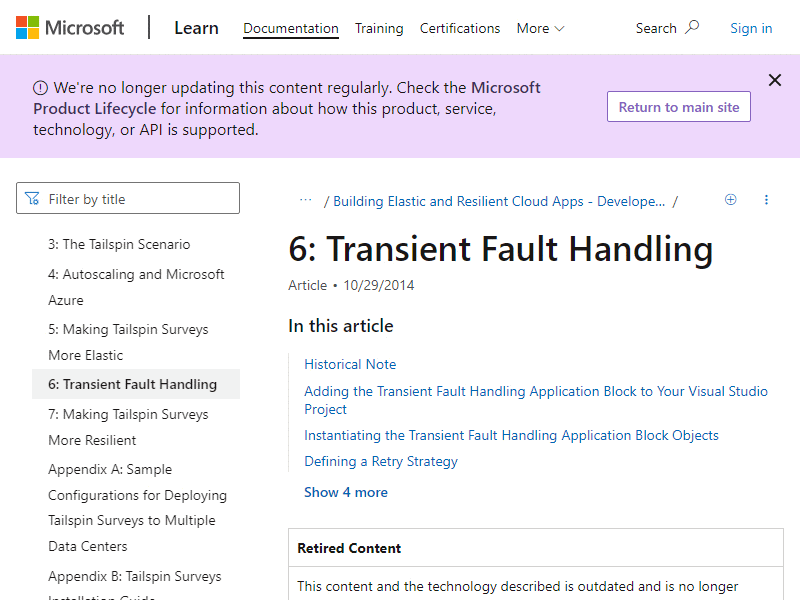 Microsoft
Learn
Documentation
Training
Certifications
More
Search
Sign in
We're no longer updating this content regularly. Check the Microsoft
Product Lifecycle for information about how this product, service,
technology, or API is supported.
Return to main site
Filter by title
3: The Tailspin Scenario
4: Autoscaling and Microsoft
Azure
5: Making Tailspin Surveys
More Elastic
6: Transient Fault Handling
7: Making Tailspin Surveys
More Resilient
Appendix A: Sample
Configurations for Deploying
Tailspin Surveys to Multiple
Data Centers
Appendix B: Tailspin Surveys
Installation Guide
... / Building Elastic and Resilient Cloud Apps - Develope... /
6: Transient Fault Handling
Article • 10/29/2014
In this article
Historical Note
Adding the Transient Fault Handling Application Block to Your Visual Studio
Project
Instantiating the Transient Fault Handling Application Block Objects
Defining a Retry Strategy
Show 4 more
Retired Content
This content and the technology described is outdated and is no longer